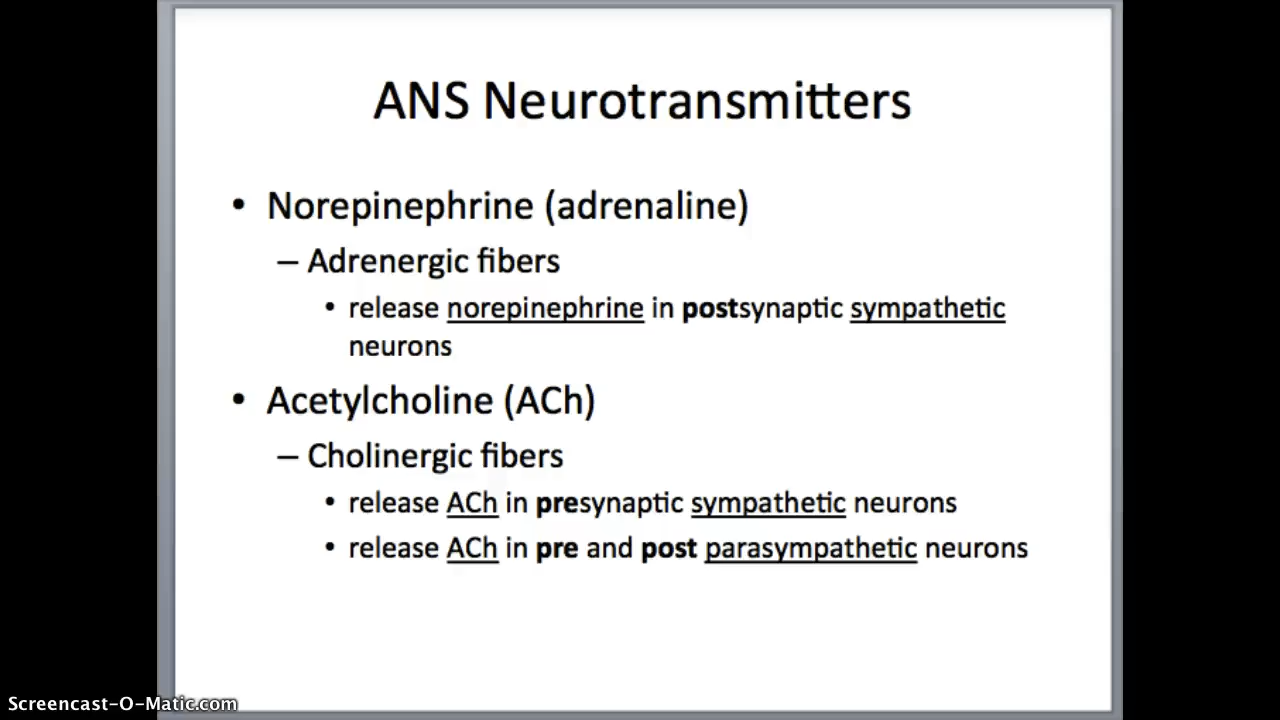 ANS Neurotransmitters
• Norepinephrine (adrenaline)
– Adrenergic fibers
• release norepinephrine in postsynaptic sympathetic
neurons
• Acetylcholine (ACh)
– Cholinergic fibers
• release ACh in presynaptic sympathetic neurons
• release ACh in pre and post parasympathetic neurons
Screencast-O-Matic.com